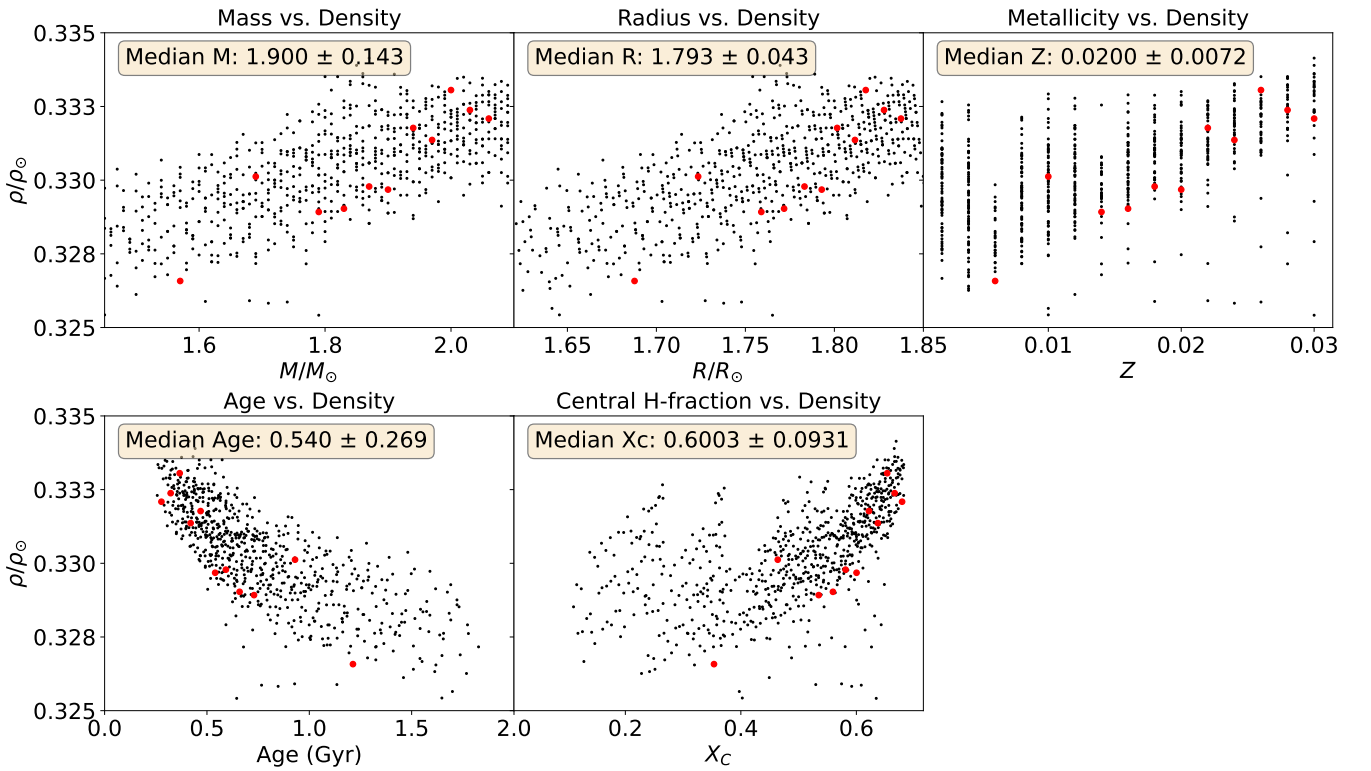 Mass vs. Density
Radius vs. Density
Metallicity vs. Density
Median M: 1.900 ± 0.143
Median R: 1.793 ± 0.043
Median Z: 0.0200 ± 0.0072
0.335
0.333
0.330
0.328
0.325
ρ/ρ⊙
1.6
1.8
2.0
1.65
1.70
1.75
1.80
1.85
0.01
0.02
0.03
M/M⊙
R/R⊙
Z
Age vs. Density
Central H-fraction vs. Density
Median Age: 0.540 ± 0.269
Median Xc: 0.6003 ± 0.0931
0.335
0.333
0.330
0.328
0.325
ρ/ρ⊙
0.0
0.5
1.0
1.5
2.0
0.2
0.4
0.6
Age (Gyr)
X_C